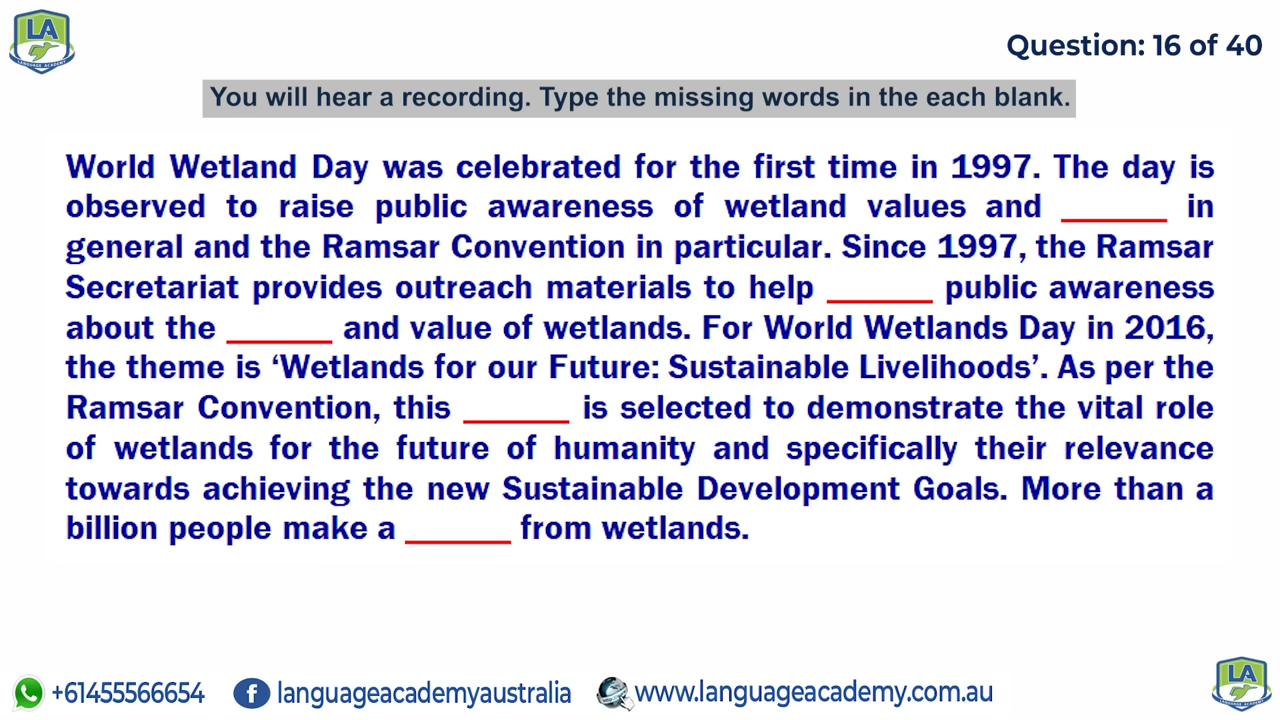 LA
LANGUAGE ACADEMY
Question: 16 of 40
You will hear a recording. Type the missing words in the each blank.
World Wetland Day was celebrated for the first time in 1997. The day is
observed to raise public awareness of wetland values and ______ in
general and the Ramsar Convention in particular. Since 1997, the Ramsar
Secretariat provides outreach materials to help ______ public awareness
about the ______ and value of wetlands. For World Wetlands Day in 2016,
the theme is ‘Wetlands for our Future: Sustainable Livelihoods’. As per the
Ramsar Convention, this ______ is selected to demonstrate the vital role
of wetlands for the future of humanity and specifically their relevance
towards achieving the new Sustainable Development Goals. More than a
billion people make a ______ from wetlands.
+61455566654
languageacademyaustralia
www.languageacademy.com.au
LA
LANGUAGE ACADEMY